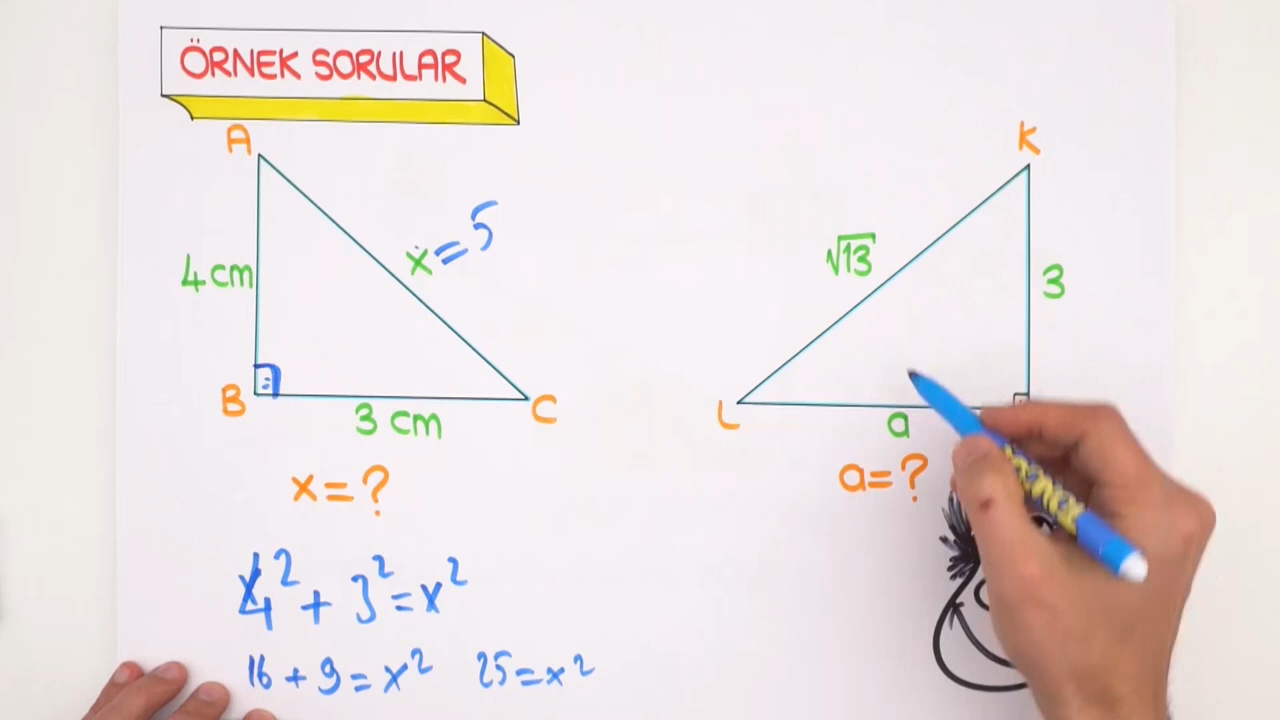 ÖRNEK SORULAR
A
4 cm
x = 5
B
3 cm
C
x = ?
4² + 3² = x²
16 + 9 = x² 25 = x²
K
√13
3
L
a
a = ?